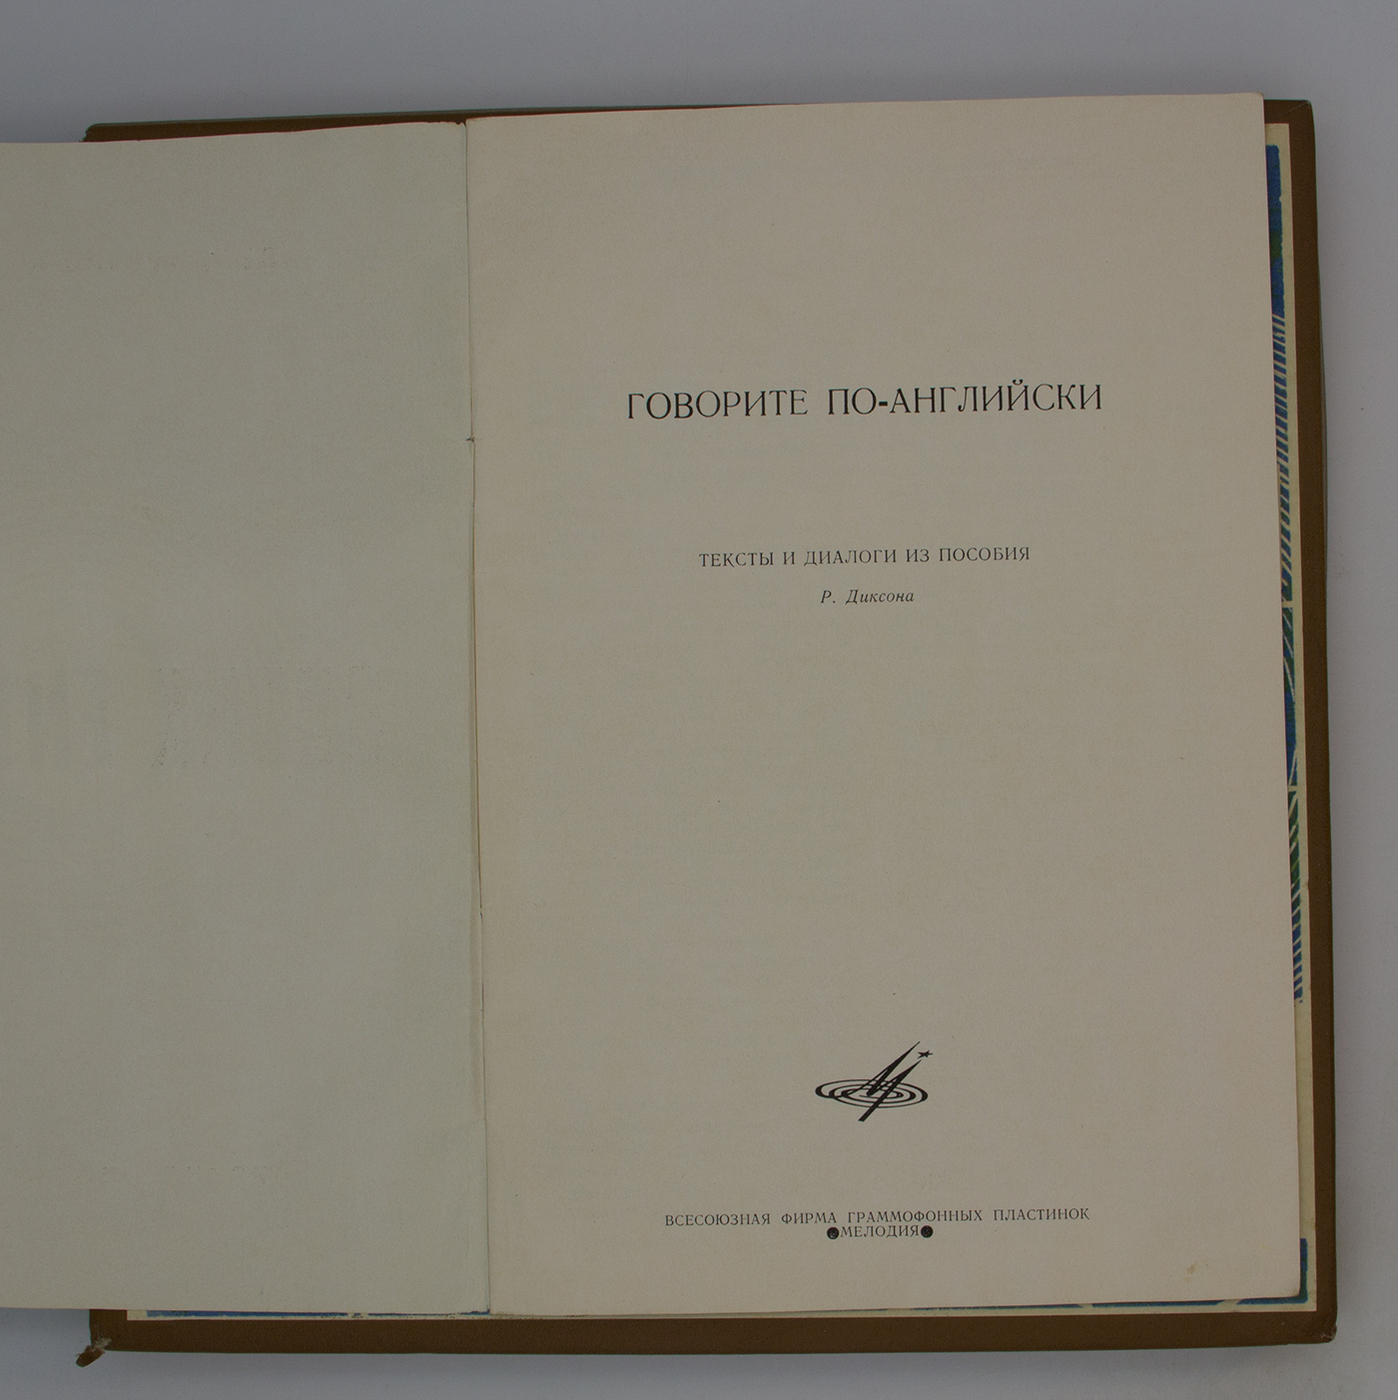 ГОВОРИТЕ ПО-АНГЛИЙСКИ
ТЕКСТЫ И ДИАЛОГИ ИЗ ПОСОБИЯ
Р. Диксона
ВСЕСОЮЗНАЯ ФИРМА ГРАММОФОННЫХ ПЛАСТИНОК
●МЕЛОДИЯ●